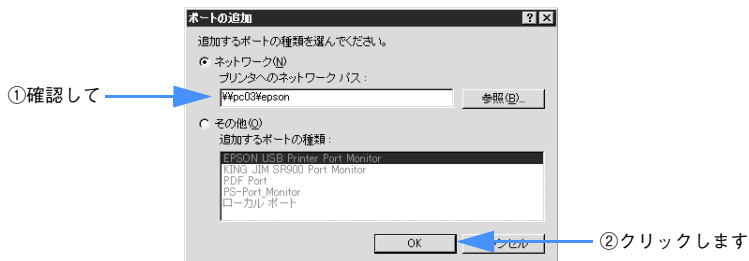 ポートの追加
追加するポートの種類を選んでください。
ネットワーク(N)
プリンタへのネットワーク パス:
①確認して
¥¥pc03¥epson
参照(B)...
その他(O)
追加するポートの種類:
EPSON USB Printer Port Monitor
KING JIM SR900 Port Monitor
PDF Port
PS-Port_Monitor
ローカル ポート
OK
②クリックします